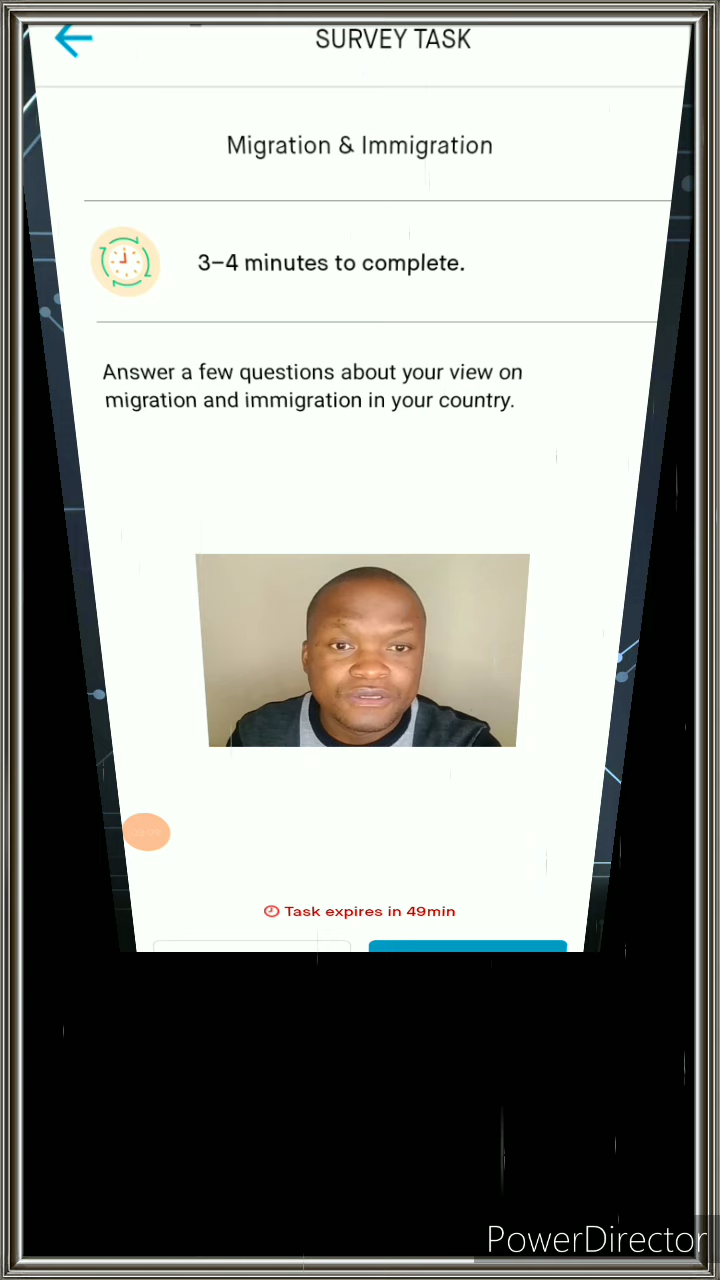 SURVEY TASK
Migration & Immigration
3–4 minutes to complete.
Answer a few questions about your view on
migration and immigration in your country.
Task expires in 49min
PowerDirector